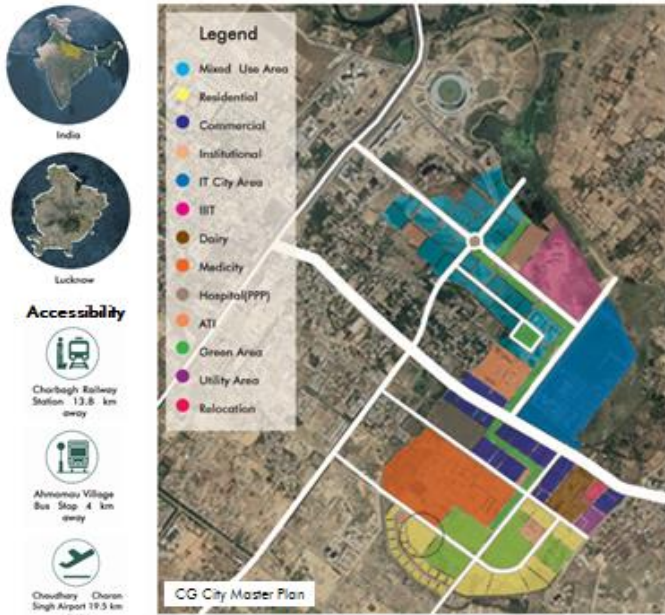 India
Lucknow
Accessibility
Charbagh Railway
Station 13.8 km
away
Ahmamau Village
Bus Stop 4 km
away
Choudhary Charan
Singh Airport 19.5 km
Legend
Mixed Use Area
Residential
Commercial
Institutional
IT City Area
IIIT
Dairy
Medicity
Hospital(PPP)
ATI
Green Area
Utility Area
Relocation
CG City Master Plan